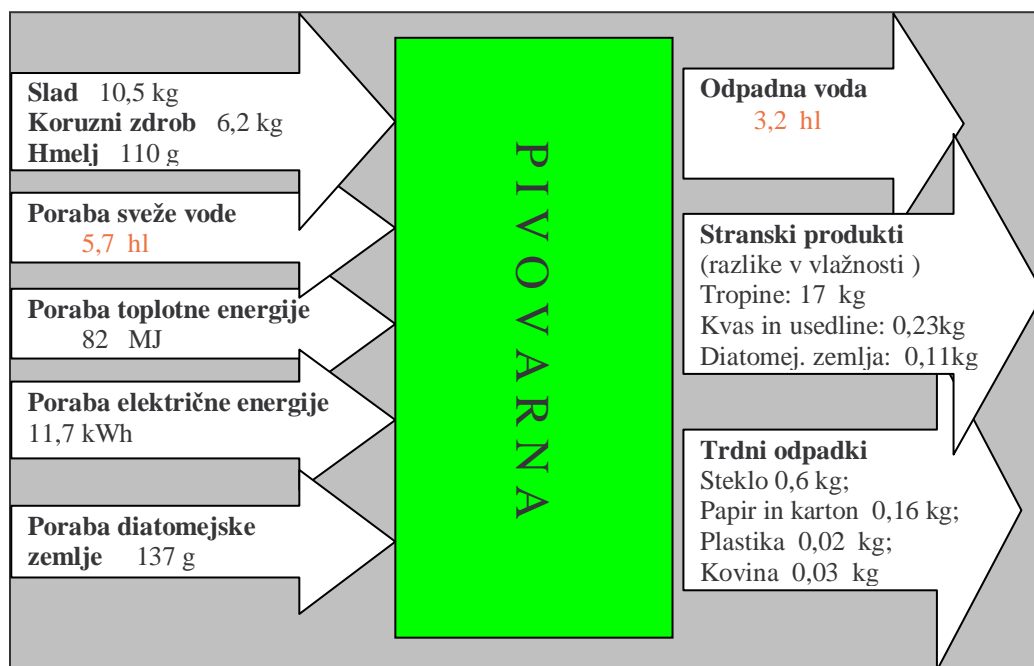 Slad 10,5 kg
Koruzni zdrob 6,2 kg
Hmelj 110 g
Poraba sveže vode
5,7 hl
Poraba toplotne energije
82 MJ
Poraba električne energije
11,7 kWh
Poraba diatomejske
zemlje 137 g
PIVOVARNA
Odpadna voda
3,2 hl
Stranski produkti
(razlike v vlažnosti )
Tropine: 17 kg
Kvas in usedline: 0,23kg
Diatomej. zemlja: 0,11kg
Trdni odpadki
Steklo 0,6 kg;
Papir in karton 0,16 kg;
Plastika 0,02 kg;
Kovina 0,03 kg